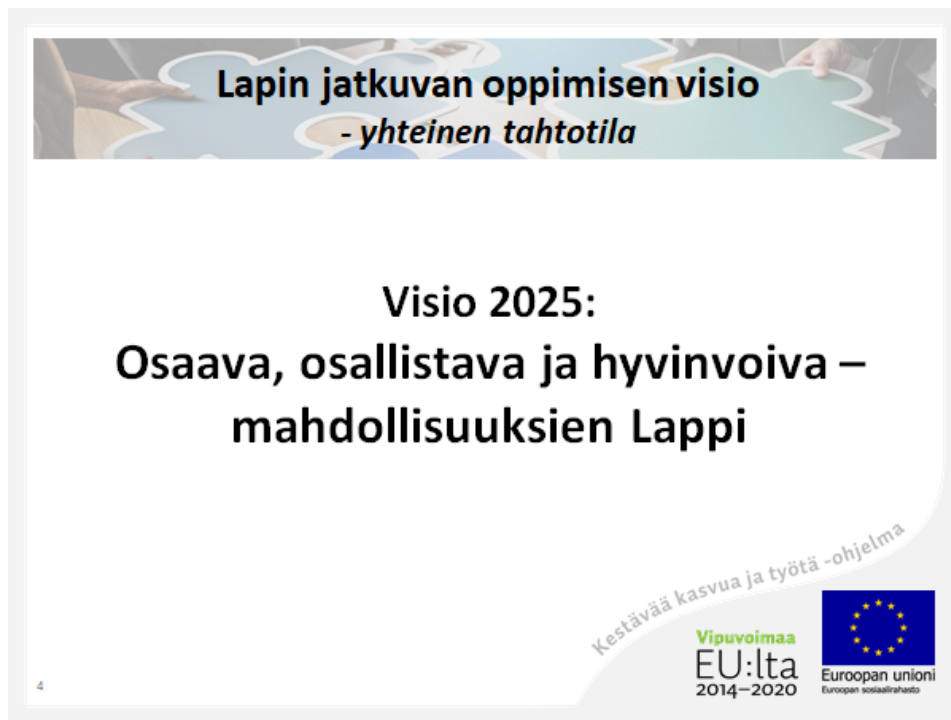 Lapin jatkuvan oppimisen visio
- yhteinen tahtotila
Visio 2025:
Osaava, osallistava ja hyvinvoiva –
mahdollisuuksien Lappi
Kestävää kasvua ja työtä -ohjelma
Vipuvoimaa
EU:lta
2014–2020
Euroopan unioni
Euroopan sosiaalirahasto
4